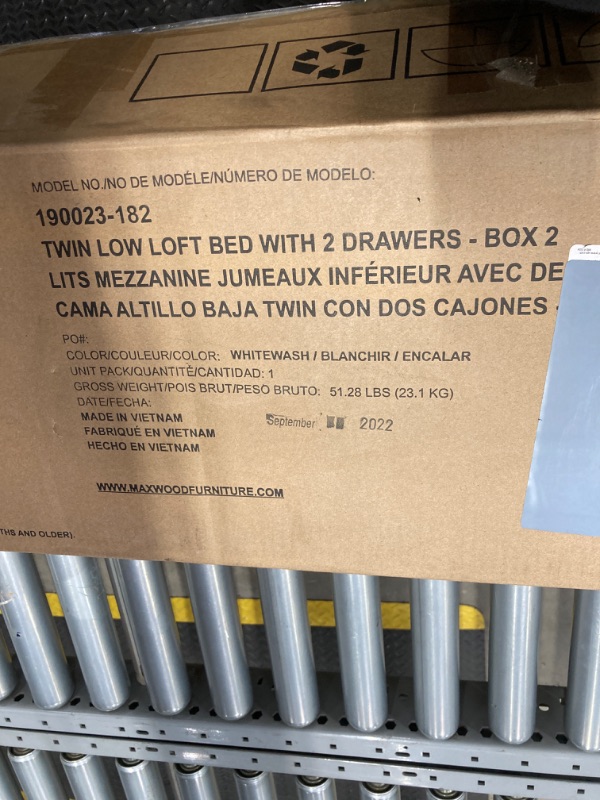 MODEL NO./NO DE MODÉLE/NÚMERO DE MODELO:
190023-182
TWIN LOW LOFT BED WITH 2 DRAWERS - BOX 2
LITS MEZZANINE JUMEAUX INFÉRIEUR AVEC DE
CAMA ALTILLO BAJA TWIN CON DOS CAJONES -
PO#:
COLOR/COULEUR/COLOR: WHITEWASH / BLANCHIR / ENCALAR
UNIT PACK/QUANTITÉ/CANTIDAD: 1
GROSS WEIGHT/POIS BRUT/PESO BRUTO: 51.28 LBS (23.1 KG)
DATE/FECHA:
MADE IN VIETNAM
September 2022
FABRIQUÉ EN VIETNAM
HECHO EN VIETNAM
WWW.MAXWOODFURNITURE.COM
THS AND OLDER).